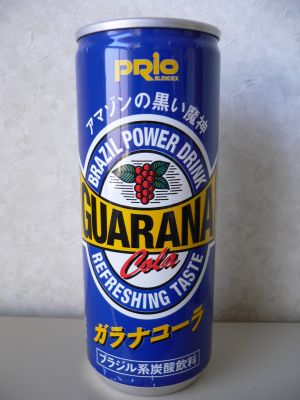 PRIO
BLENDEX
アマゾンの黒い魔神
BRAZIL POWER DRINK
GUARANA
Cola
REFRESHING TASTE
ガラナコーラ
ブラジル系炭酸飲料